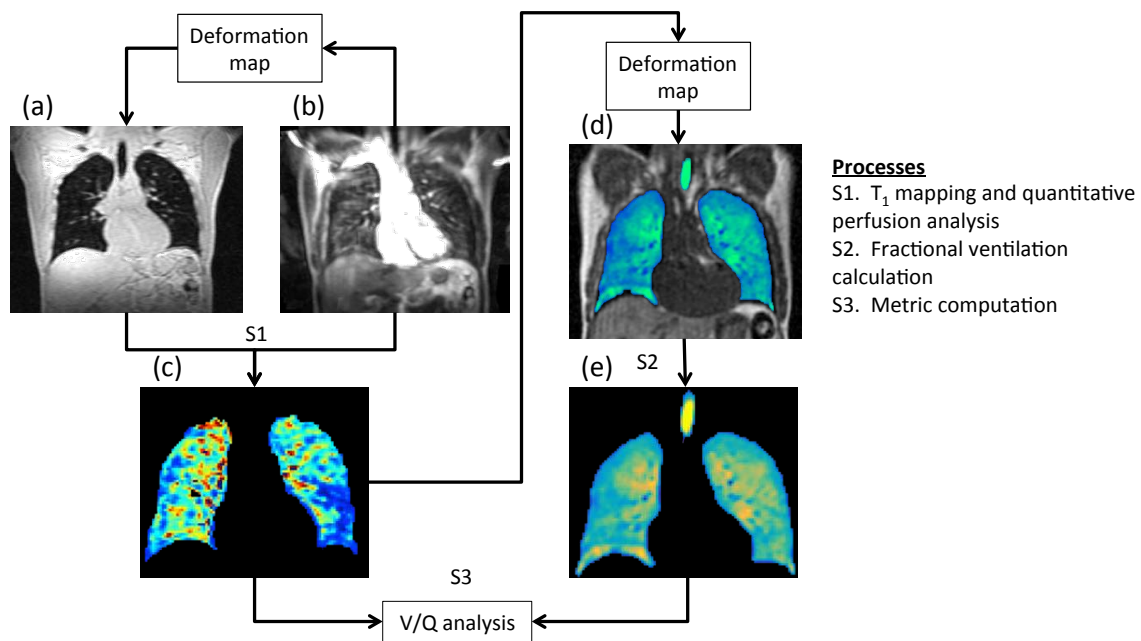 Deformation
map
Deformation
map
(a)
(b)
(d)
Processes
S1. T₁ mapping and quantitative
perfusion analysis
S2. Fractional ventilation
calculation
S3. Metric computation
S1
(c)
S2
(e)
S3
V/Q analysis